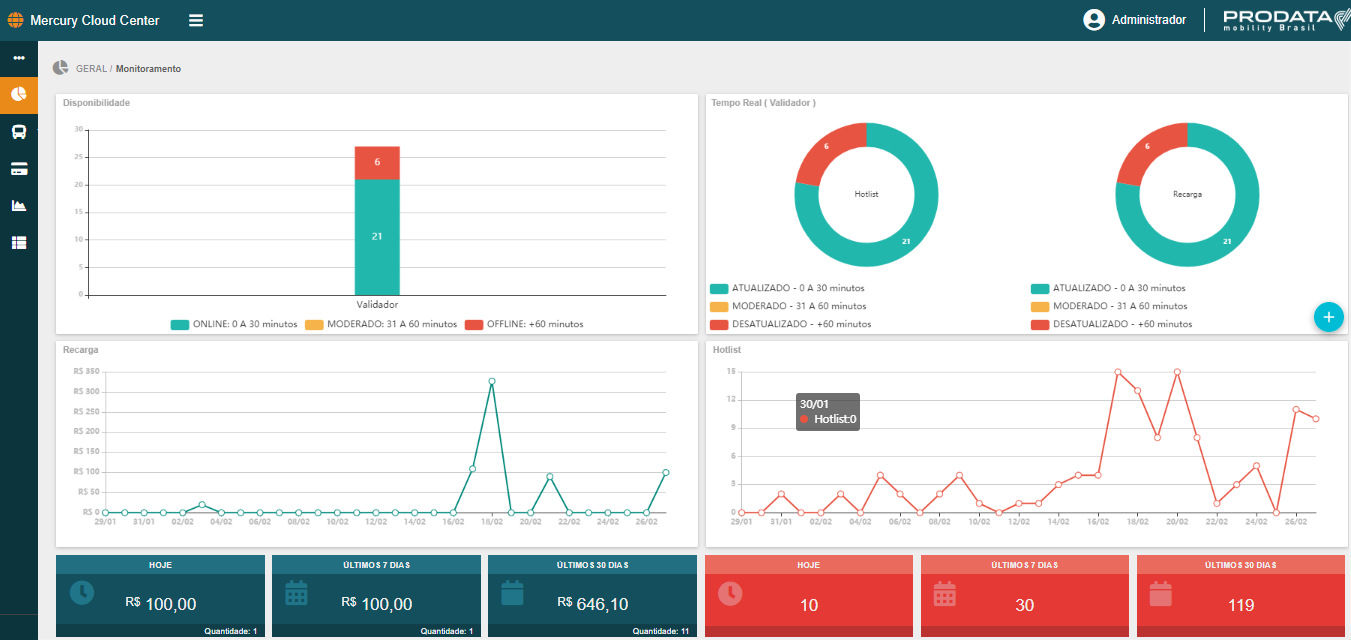 Mercury Cloud Center
Administrador
PRODATA
mobility Brasil
GERAL / Monitoramento
Disponibilidade
30
25
20
15
10
5
0
6
21
Validador
ONLINE: 0 A 30 minutos
MODERADO: 31 A 60 minutos
OFFLINE: +60 minutos
Tempo Real ( Validador )
6
Hotlist
21
ATUALIZADO - 0 A 30 minutos
MODERADO - 31 A 60 minutos
DESATUALIZADO - +60 minutos
6
Recarga
21
ATUALIZADO - 0 A 30 minutos
MODERADO - 31 A 60 minutos
DESATUALIZADO - +60 minutos
+
Recarga
R$ 350
R$ 300
R$ 250
R$ 200
R$ 150
R$ 100
R$ 50
R$ 0
29/01 31/01 02/02 04/02 06/02 08/02 10/02 12/02 14/02 16/02 18/02 20/02 22/02 24/02 26/02
Hotlist
15
12
9
6
3
0
30/01
Hotlist:0
29/01 31/01 02/02 04/02 06/02 08/02 10/02 12/02 14/02 16/02 18/02 20/02 22/02 24/02 26/02
HOJE
R$ 100,00
Quantidade: 1
ÚLTIMOS 7 DIAS
R$ 100,00
Quantidade: 1
ÚLTIMOS 30 DIAS
R$ 646,10
Quantidade: 11
HOJE
10
ÚLTIMOS 7 DIAS
30
ÚLTIMOS 30 DIAS
119